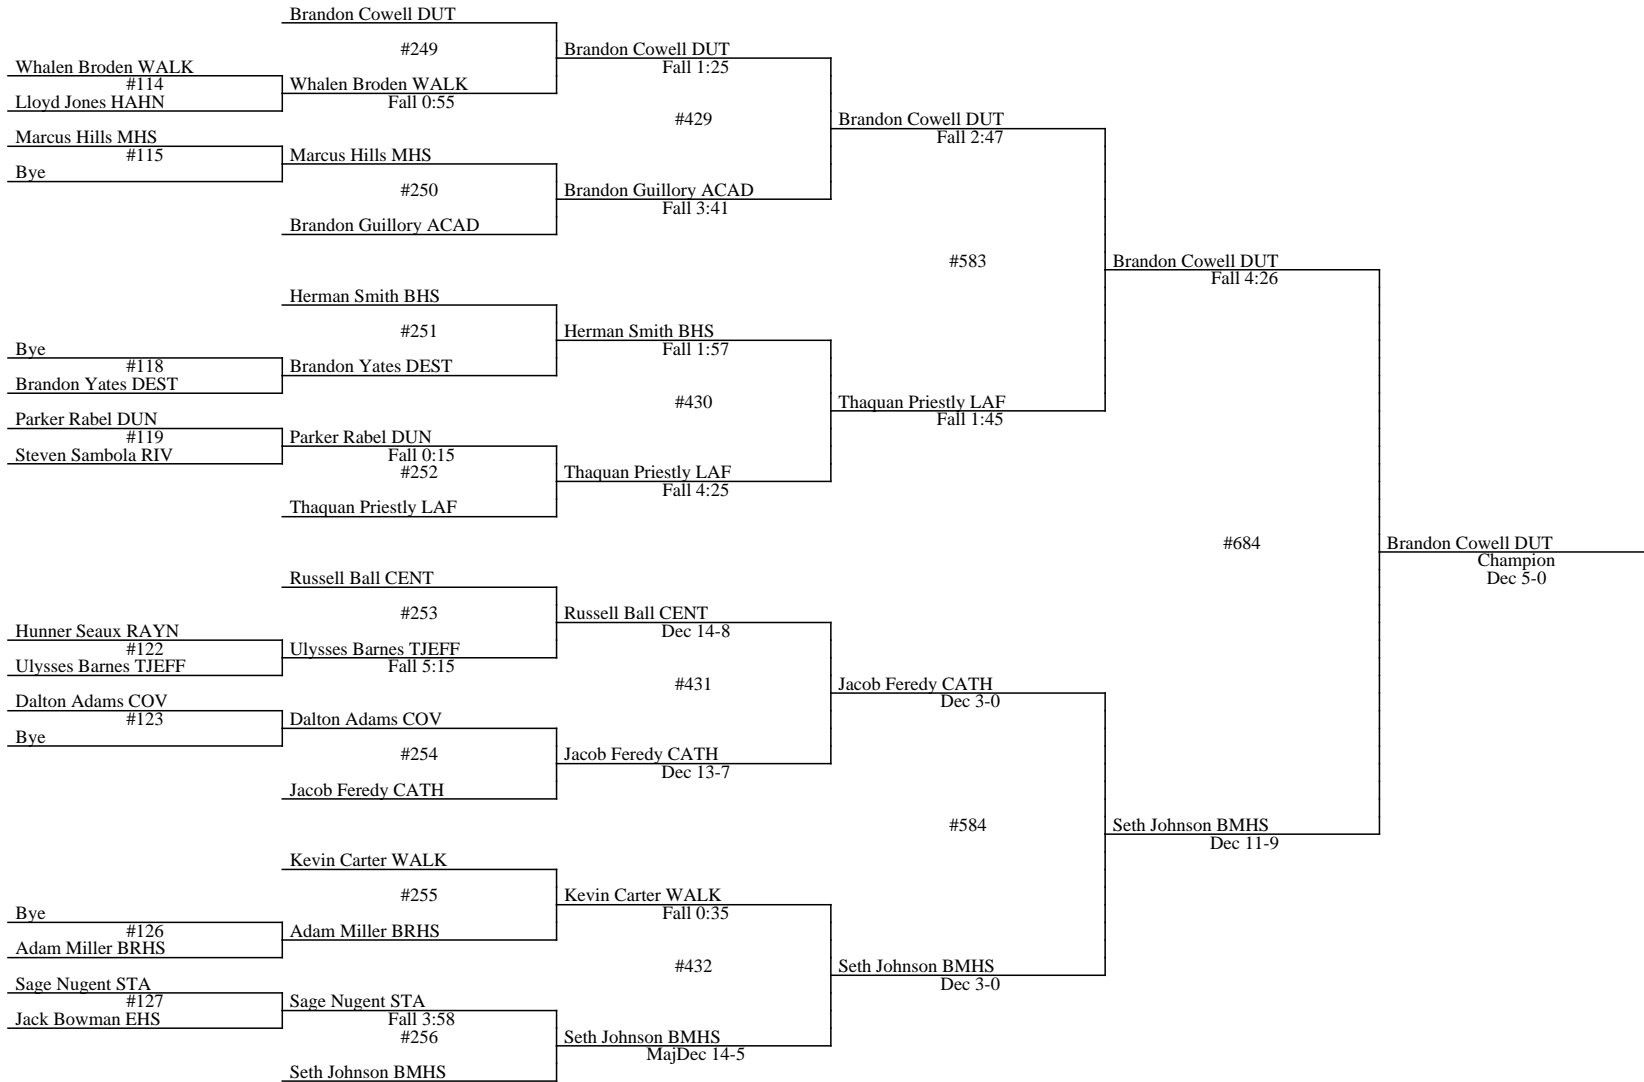 Brandon Cowell DUT
#249
Brandon Cowell DUT
Fall 1:25
Whalen Broden WALK
#114
Whalen Broden WALK
Fall 0:55
Lloyd Jones HAHN
#429
Brandon Cowell DUT
Fall 2:47
Marcus Hills MHS
#115
Marcus Hills MHS
Bye
#250
Brandon Guillory ACAD
Fall 3:41
Brandon Guillory ACAD
#583
Brandon Cowell DUT
Fall 4:26
Herman Smith BHS
#251
Herman Smith BHS
Fall 1:57
Bye
#118
Brandon Yates DEST
Brandon Yates DEST
#430
Thaquan Priestly LAF
Fall 1:45
Parker Rabel DUN
#119
Parker Rabel DUN
Fall 0:15
Steven Sambola RIV
#252
Thaquan Priestly LAF
Fall 4:25
Thaquan Priestly LAF
#684
Brandon Cowell DUT
Champion
Dec 5-0
Russell Ball CENT
#253
Russell Ball CENT
Dec 14-8
Hunner Seaux RAYN
#122
Ulysses Barnes TJEFF
Fall 5:15
Ulysses Barnes TJEFF
#431
Jacob Feredy CATH
Dec 3-0
Dalton Adams COV
#123
Dalton Adams COV
Bye
#254
Jacob Feredy CATH
Dec 13-7
Jacob Feredy CATH
#584
Seth Johnson BMHS
Dec 11-9
Kevin Carter WALK
#255
Kevin Carter WALK
Fall 0:35
Bye
#126
Adam Miller BRHS
Adam Miller BRHS
#432
Seth Johnson BMHS
Dec 3-0
Sage Nugent STA
#127
Sage Nugent STA
Fall 3:58
Jack Bowman EHS
#256
Seth Johnson BMHS
MajDec 14-5
Seth Johnson BMHS